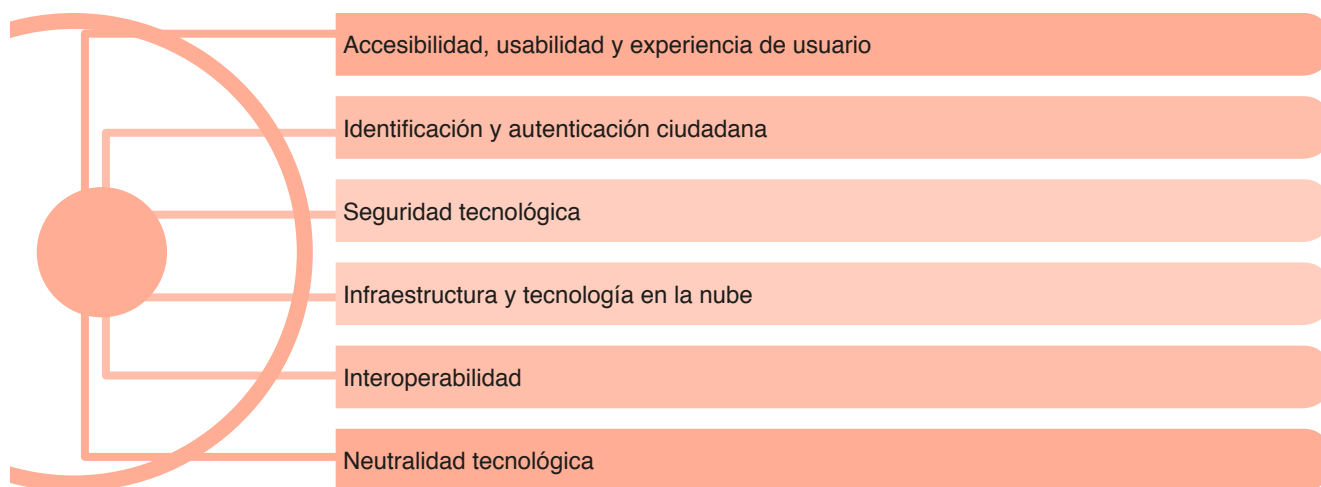 Accesibilidad, usabilidad y experiencia de usuario
Identificación y autenticación ciudadana
Seguridad tecnológica
Infraestructura y tecnología en la nube
Interoperabilidad
Neutralidad tecnológica